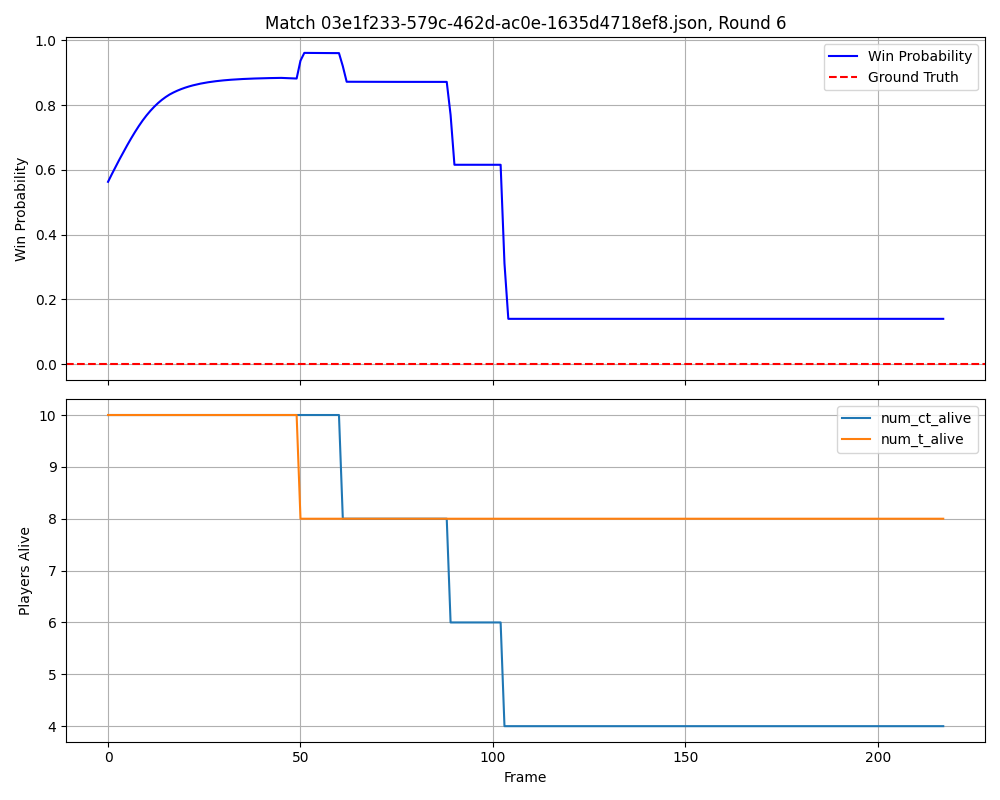 Match 03e1f233-579c-462d-ac0e-1635d4718ef8.json, Round 6
Win Probability
1.0
0.8
0.6
0.4
0.2
0.0
Win Probability
Ground Truth
Players Alive
10
9
8
7
6
5
4
num_ct_alive
num_t_alive
0 50 100 150 200
Frame